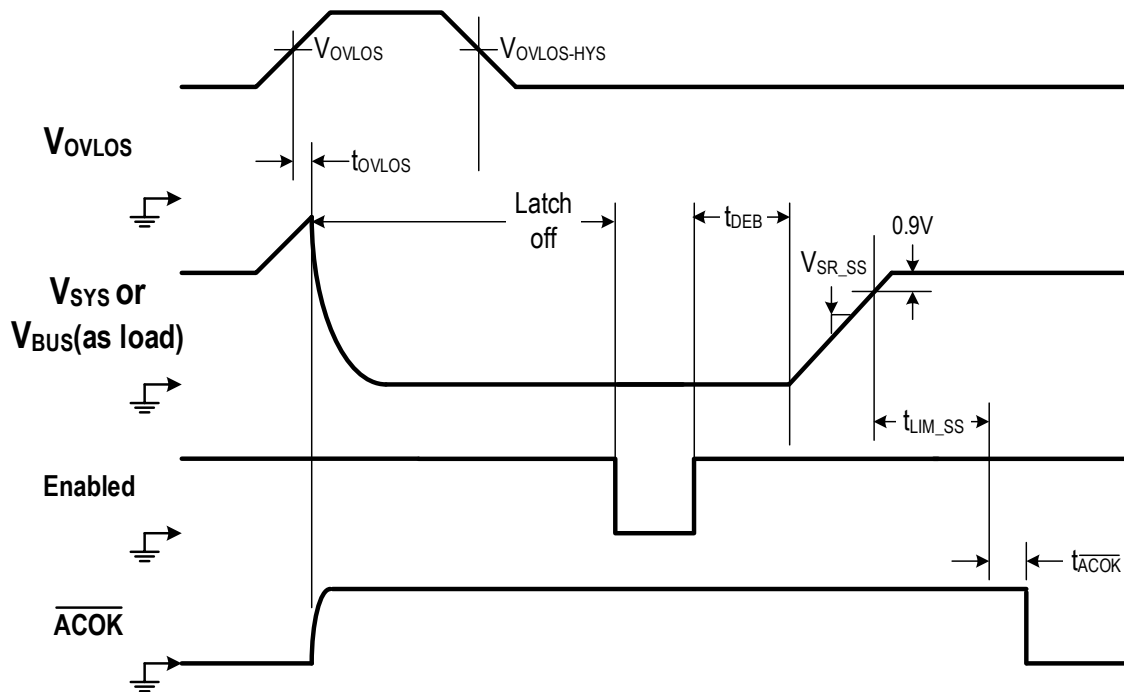 VOVLOS
VOVLOS-HYS
VOVLOS
tOVLOS
Latch
off
tDEB
0.9V
VSR_SS
VSYS or
VBUS(as load)
tLIM_SS
Enabled
tACOK
ACOK